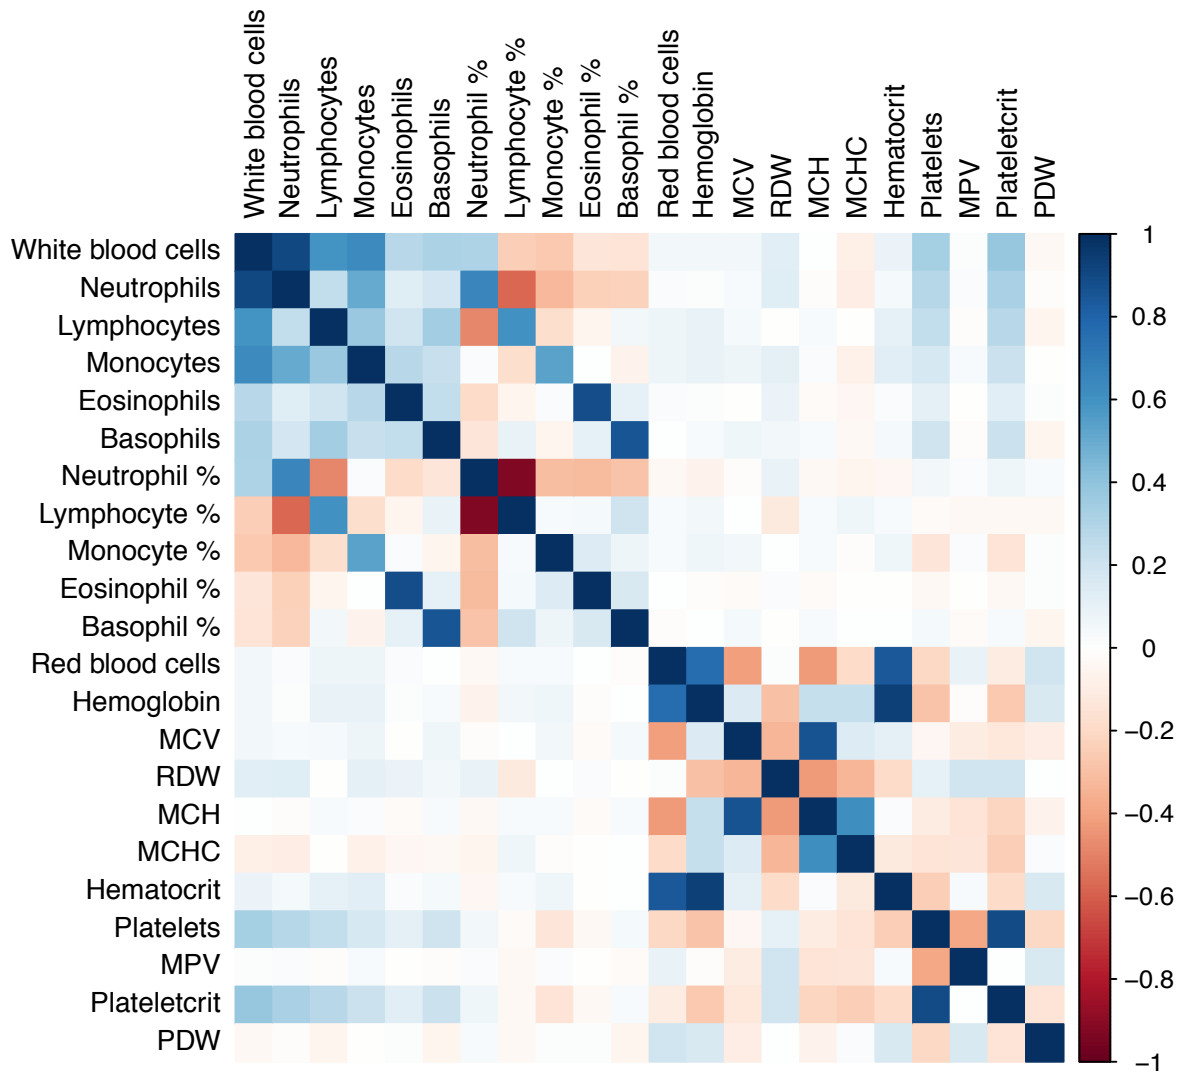 White blood cells
Neutrophils
Lymphocytes
Monocytes
Eosinophils
Basophils
Neutrophil %
Lymphocyte %
Monocyte %
Eosinophil %
Basophil %
Red blood cells
Hemoglobin
MCV
RDW
MCH
MCHC
Hematocrit
Platelets
MPV
Plateletcrit
PDW
White blood cells
Neutrophils
Lymphocytes
Monocytes
Eosinophils
Basophils
Neutrophil %
Lymphocyte %
Monocyte %
Eosinophil %
Basophil %
Red blood cells
Hemoglobin
MCV
RDW
MCH
MCHC
Hematocrit
Platelets
MPV
Plateletcrit
PDW
1
0.8
0.6
0.4
0.2
0
−0.2
−0.4
−0.6
−0.8
−1